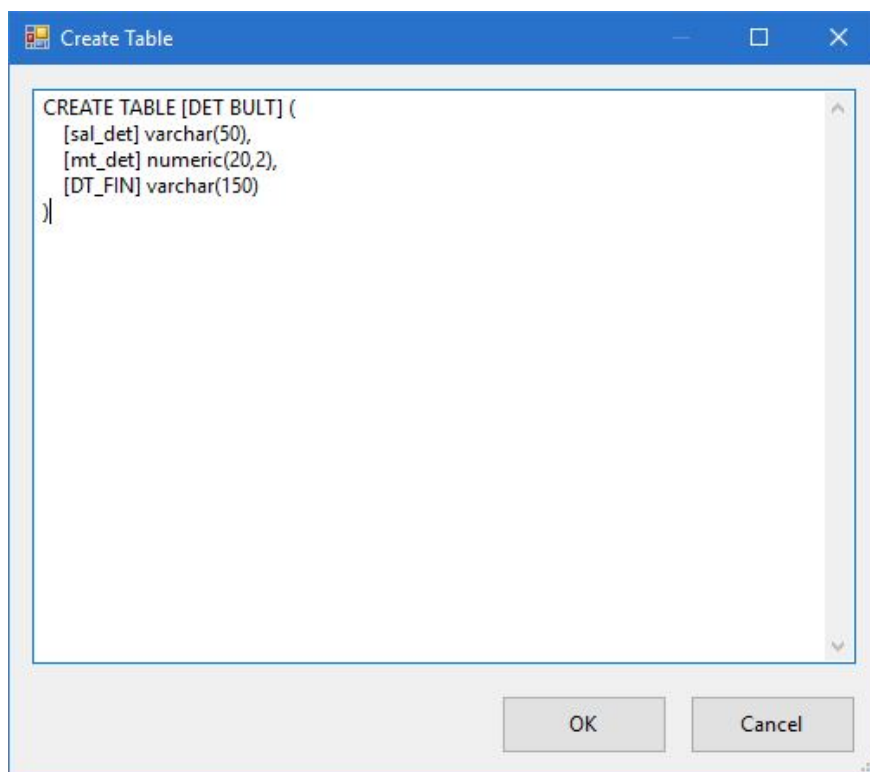 Create Table
CREATE TABLE [DET BULT] (
[sal_det] varchar(50),
[mt_det] numeric(20,2),
[DT_FIN] varchar(150)
)
OK
Cancel